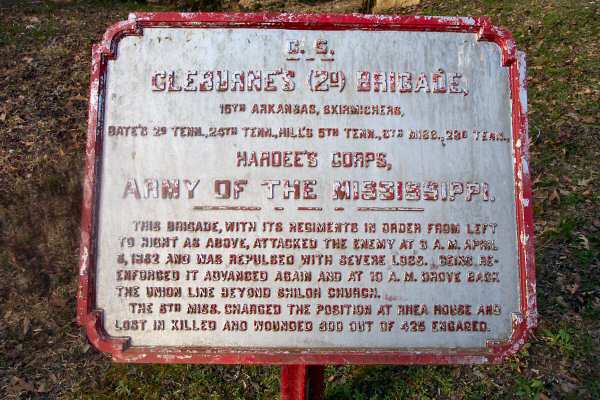 C. S.
CLEBURNE'S (2D) BRIGADE,
15TH ARKANSAS, SKIRMISHERS,
BATE'S 2D TENN., 24TH TENN., HILL'S 5TH TENN., 6TH MISS., 23D TENN.,
HARDEE'S CORPS,
ARMY OF THE MISSISSIPPI.
THIS BRIGADE, WITH ITS REGIMENTS IN ORDER FROM LEFT
TO RIGHT AS ABOVE, ATTACKED THE ENEMY AT 8 A. M. APRIL
6, 1862 AND WAS REPULSED WITH SEVERE LOSS. BEING RE-
ENFORCED IT ADVANCED AGAIN AND AT 10 A. M. DROVE BACK
THE UNION LINE BEYOND SHILOH CHURCH.
THE 6TH MISS. CHARGED THE POSITION AT RHEA HOUSE AND
LOST IN KILLED AND WOUNDED 300 OUT OF 425 ENGAGED.